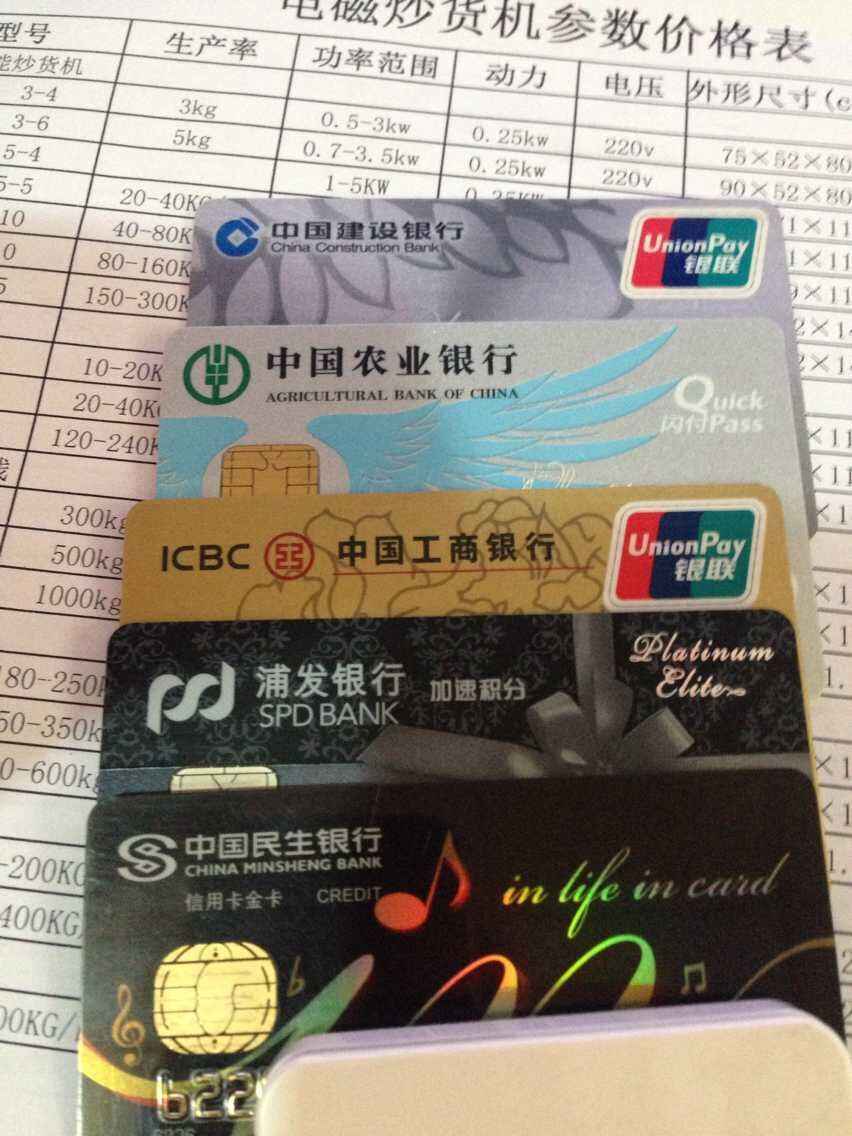 电磁炒货机参数价格表
型号 生产率 功率范围 动力 电压 外形尺寸(c
能炒货机
3-4 3kg 0.5-3kw 0.25kw 220v 75×52×80
3-6 5kg 0.7-3.5kw 0.25kw 220v 90×52×80
5-4 1-5KW 0.25KW
5-5 20-40KG/
10 40-80K
0 80-160K
5 150-300K
10-20K
20-40K
120-240K
线
300kg
500kg
1000kg
180-250
50-350k
0-600k
-200KG
400KG/
00KG/
中国建设银行
China Construction Bank
UnionPay
银联
中国农业银行
AGRICULTURAL BANK OF CHINA
Quick
闪付Pass
ICBC 中国工商银行
UnionPay
银联
浦发银行 加速积分
SPD BANK
Platinum
Elite
中国民生银行
CHINA MINSHENG BANK
信用卡金卡 CREDIT
in life in card
622